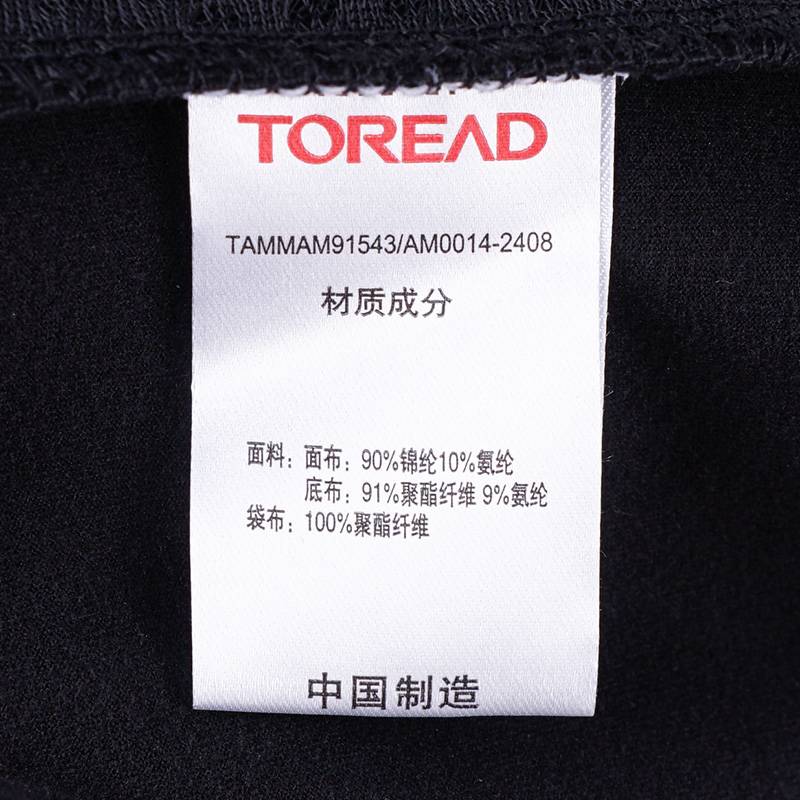 TOREAD
TAMMAM91543/AM0014-2408
材质成分
面料：面布：90%锦纶10%氨纶
底布：91%聚酯纤维 9%氨纶
袋布：100%聚酯纤维
中国制造